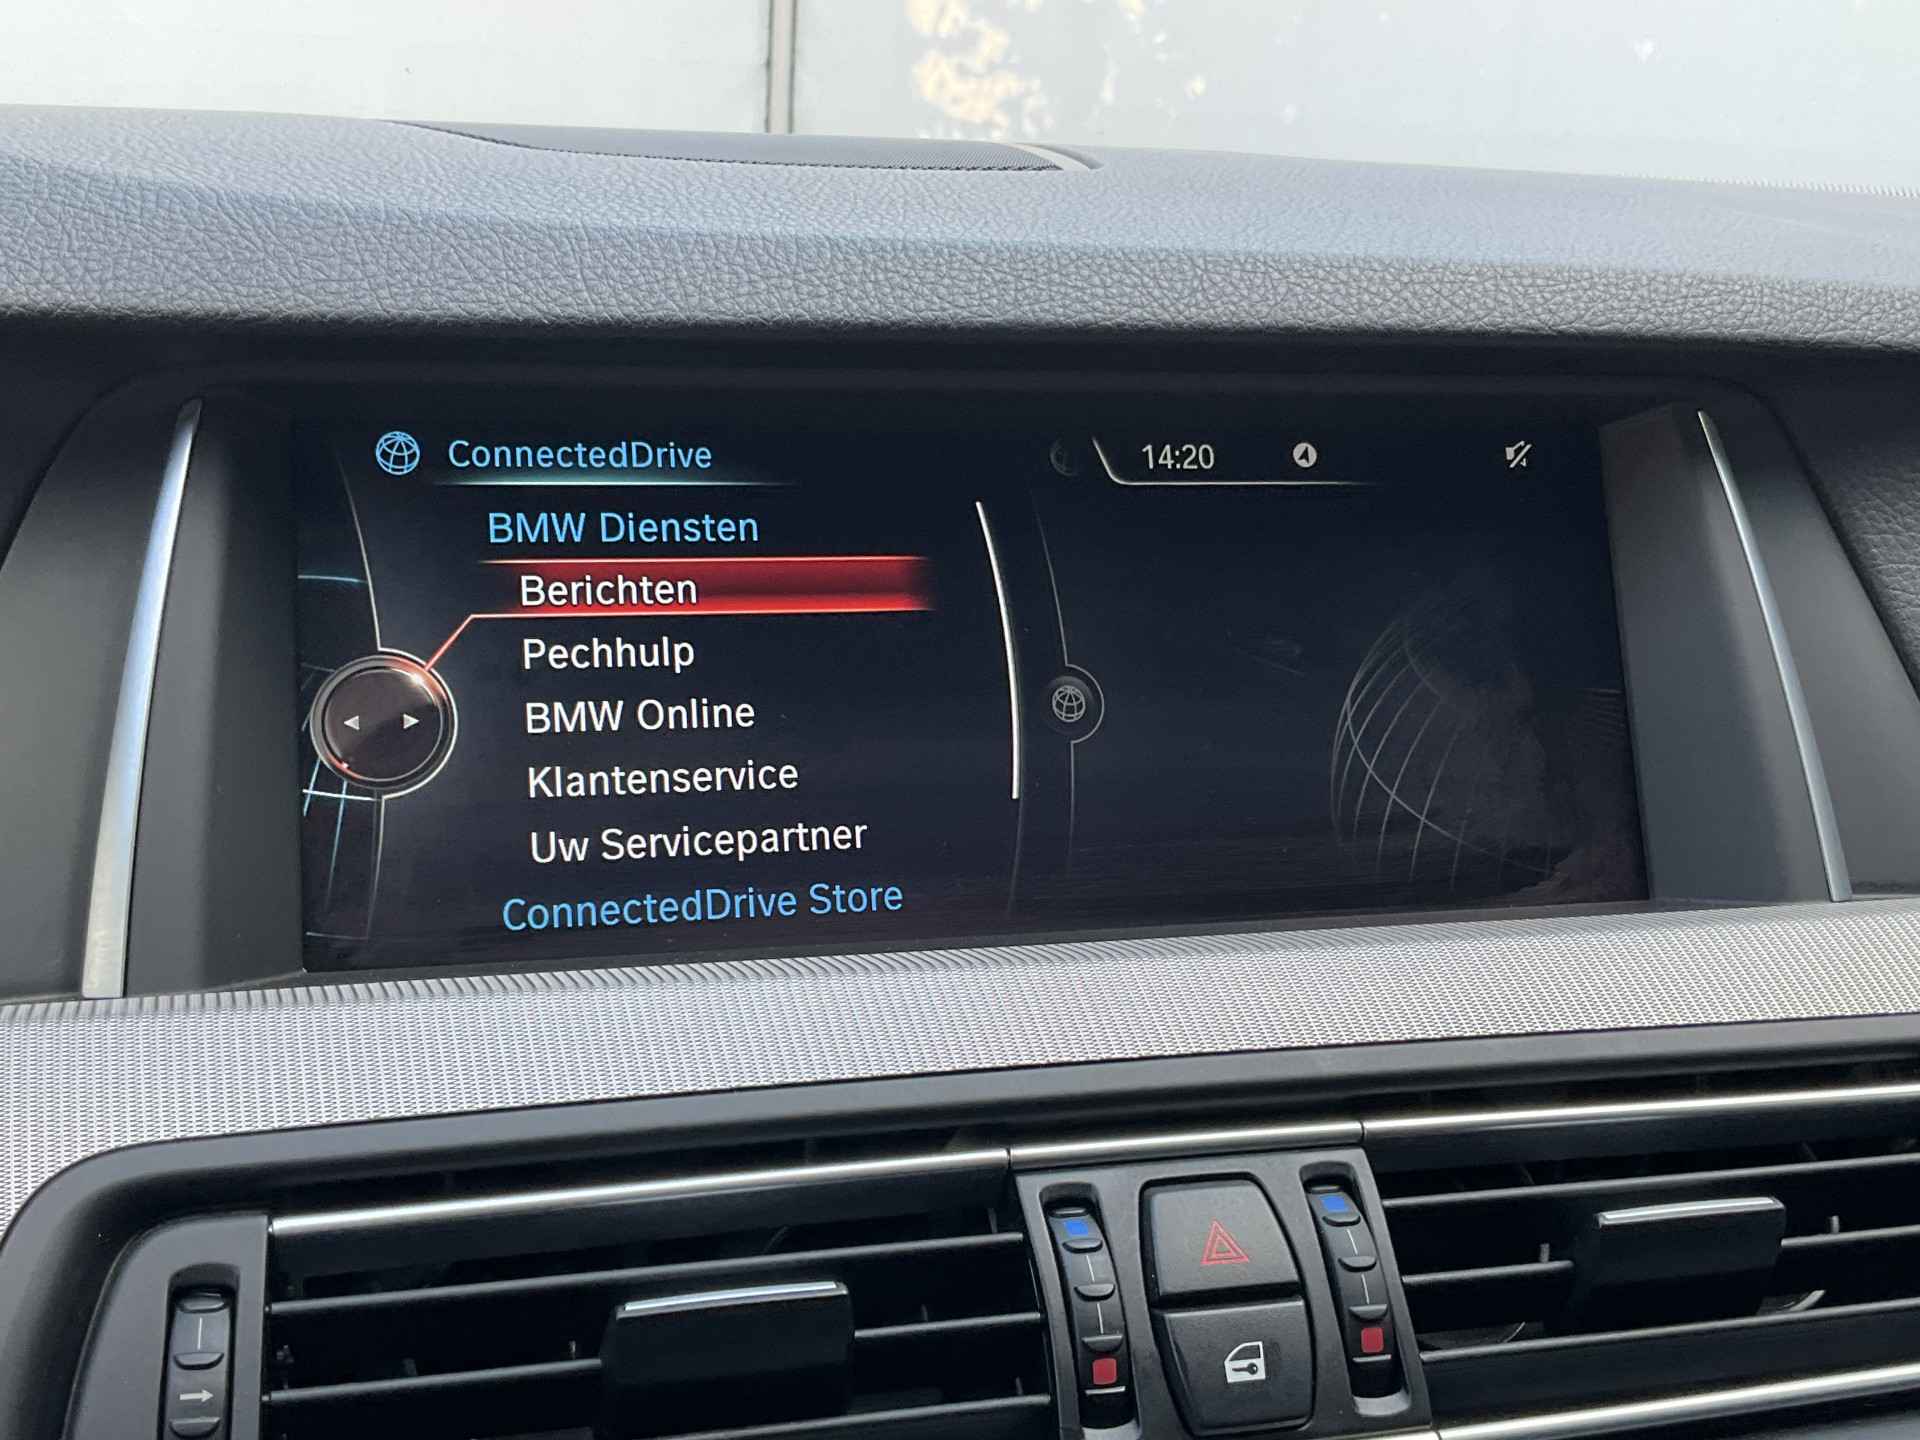 ConnectedDrive
14:20
BMW Diensten
Berichten
Pechhulp
BMW Online
Klantenservice
Uw Servicepartner
ConnectedDrive Store